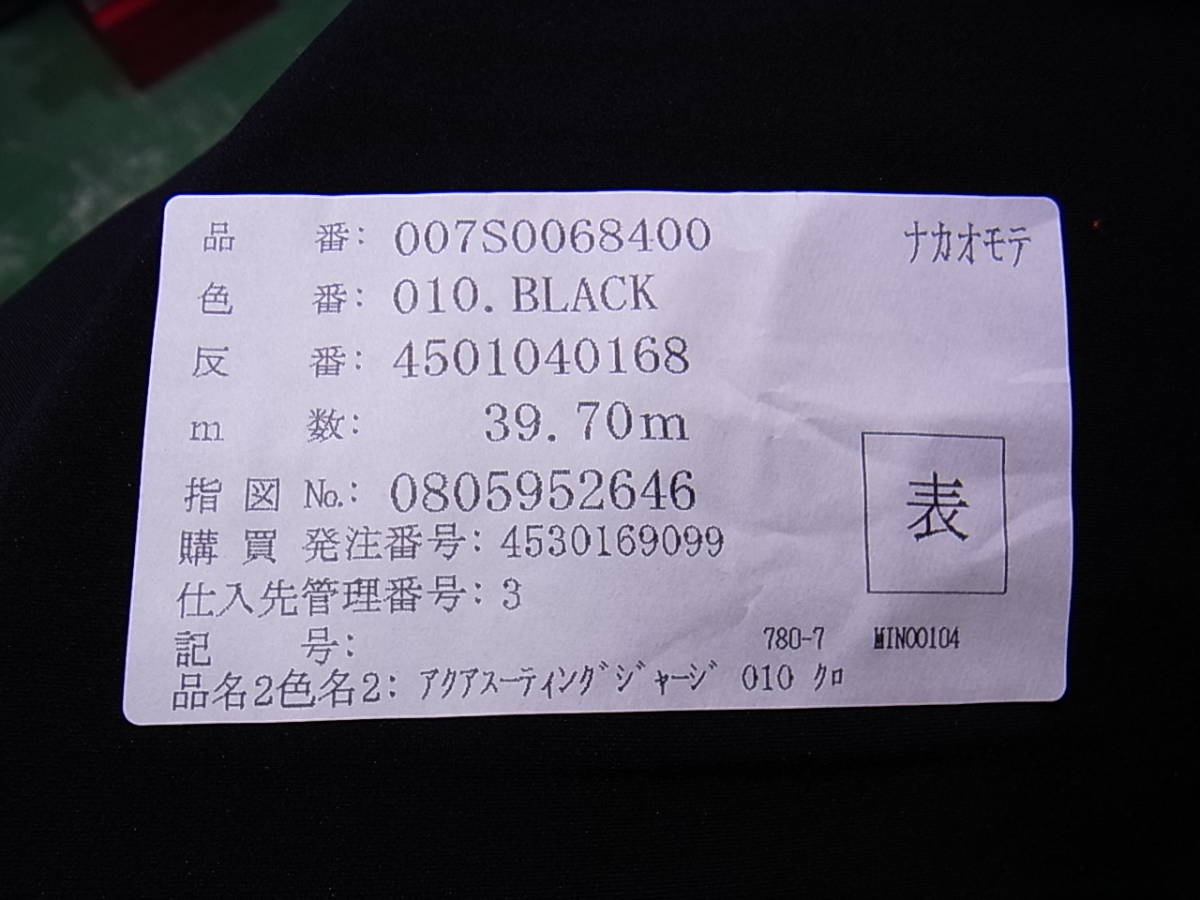 品 番: 007S0068400 ﾅｶｵﾓﾃ
色 番: 010. BLACK
反 番: 4501040168
m 数: 39.70m
指 図 No.: 0805952646
表
購 買 発注番号: 4530169099
仕入先管理番号: 3
記 号: 780-7 MIN00104
品名2色名2: ｱｸｱｽｰﾃｨﾝｸﾞｼﾞｬｰｼﾞ 010 ｸﾛ